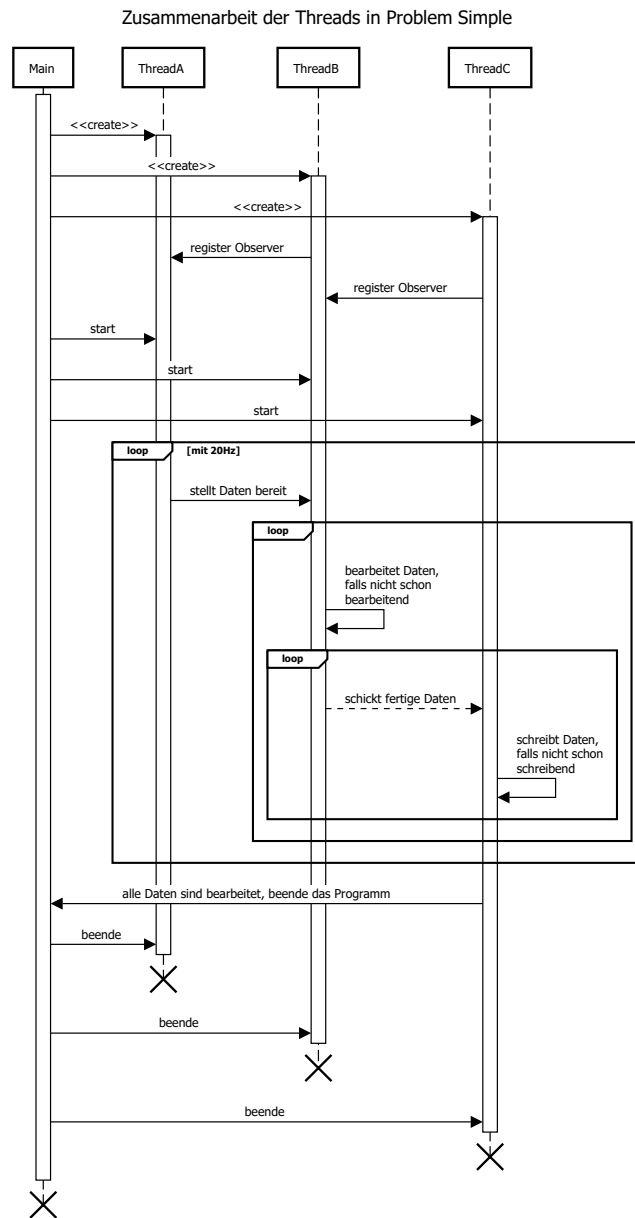 Zusammenarbeit der Threads in Problem Simple
Main
ThreadA
ThreadB
ThreadC
<<create>>
<<create>>
<<create>>
register Observer
register Observer
start
start
start
loop [mit 20Hz]
stellt Daten bereit
loop
bearbeitet Daten,
falls nicht schon
bearbeitend
loop
schickt fertige Daten
schreibt Daten,
falls nicht schon
schreibend
alle Daten sind bearbeitet, beende das Programm
beende
beende
beende